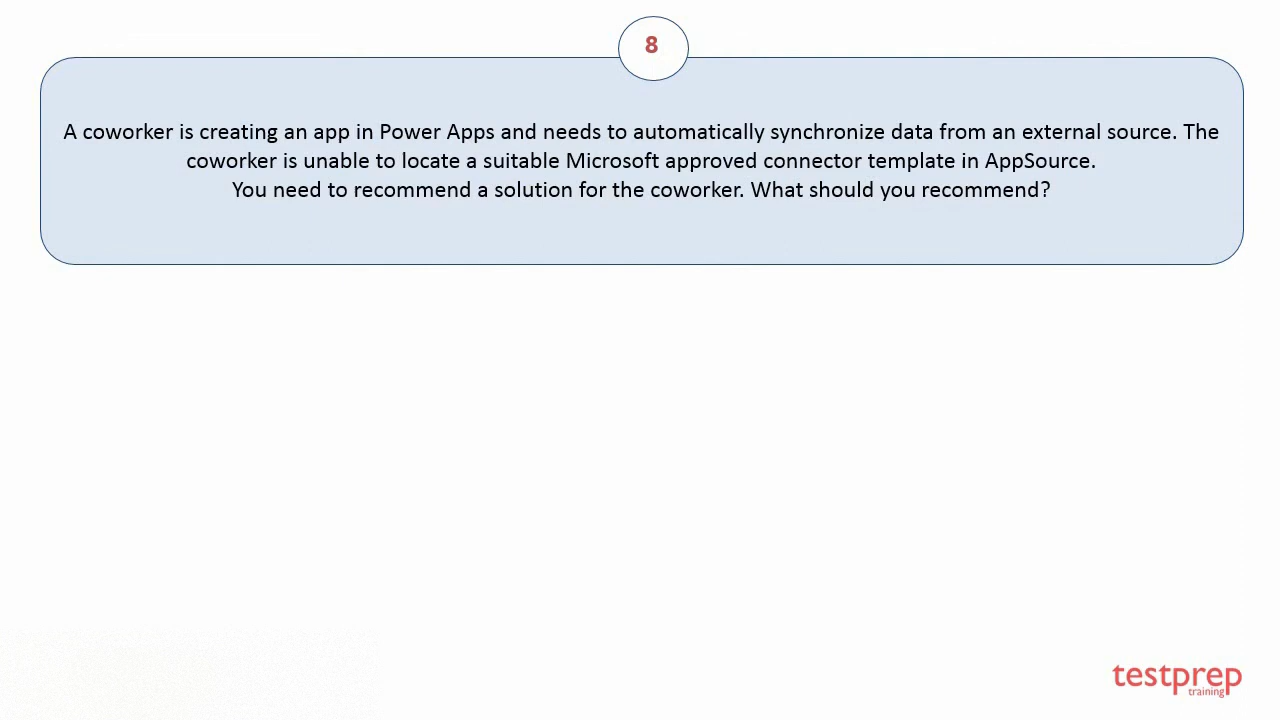 8
A coworker is creating an app in Power Apps and needs to automatically synchronize data from an external source. The
coworker is unable to locate a suitable Microsoft approved connector template in AppSource.
You need to recommend a solution for the coworker. What should you recommend?
testprep
training